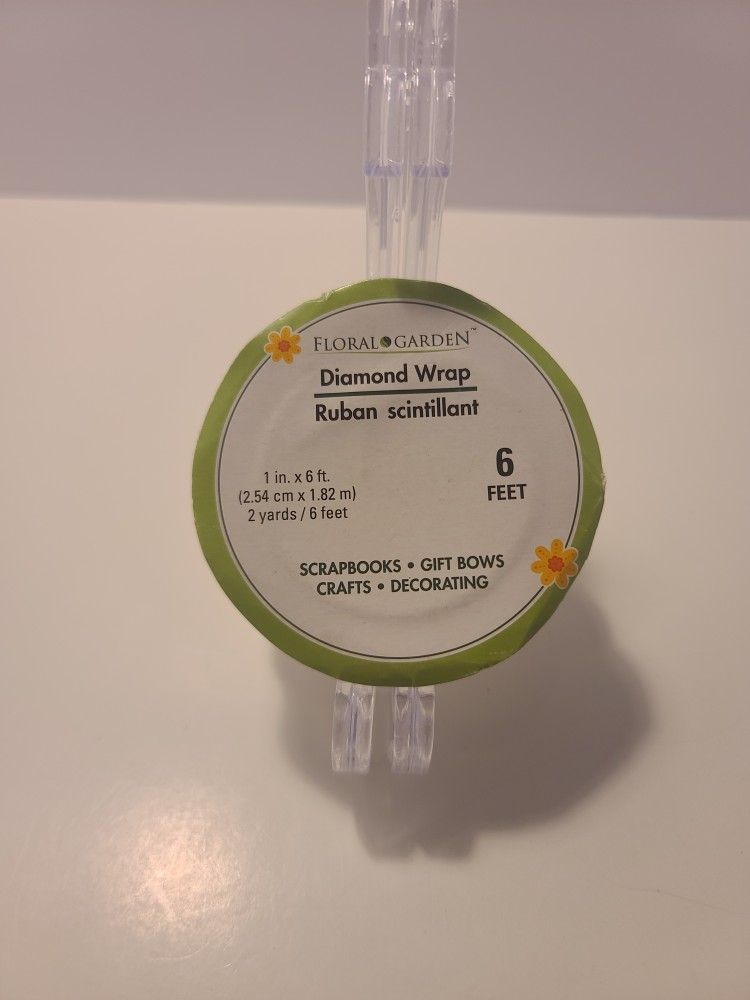 FLORAL GARDEN™
Diamond Wrap
Ruban scintillant
1 in. x 6 ft.
(2.54 cm x 1.82 m)
2 yards / 6 feet
6
FEET
SCRAPBOOKS • GIFT BOWS
CRAFTS • DECORATING